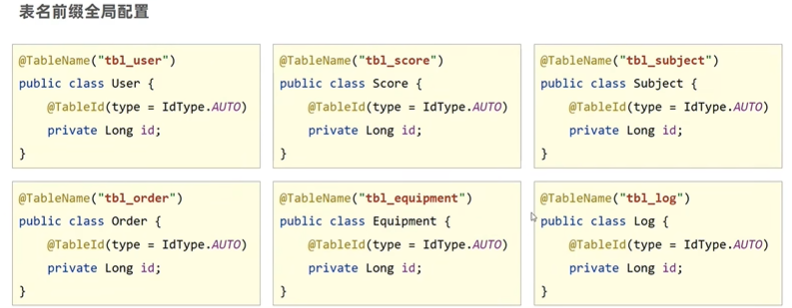 表名前缀全局配置
@TableName("tbl_user")
public class User {
@TableId(type = IdType.AUTO)
private Long id;
}
@TableName("tbl_score")
public class Score {
@TableId(type = IdType.AUTO)
private Long id;
}
@TableName("tbl_subject")
public class Subject {
@TableId(type = IdType.AUTO)
private Long id;
}
@TableName("tbl_order")
public class Order {
@TableId(type = IdType.AUTO)
private Long id;
}
@TableName("tbl_equipment")
public class Equipment {
@TableId(type = IdType.AUTO)
private Long id;
}
@TableName("tbl_log")
public class Log {
@TableId(type = IdType.AUTO)
private Long id;
}